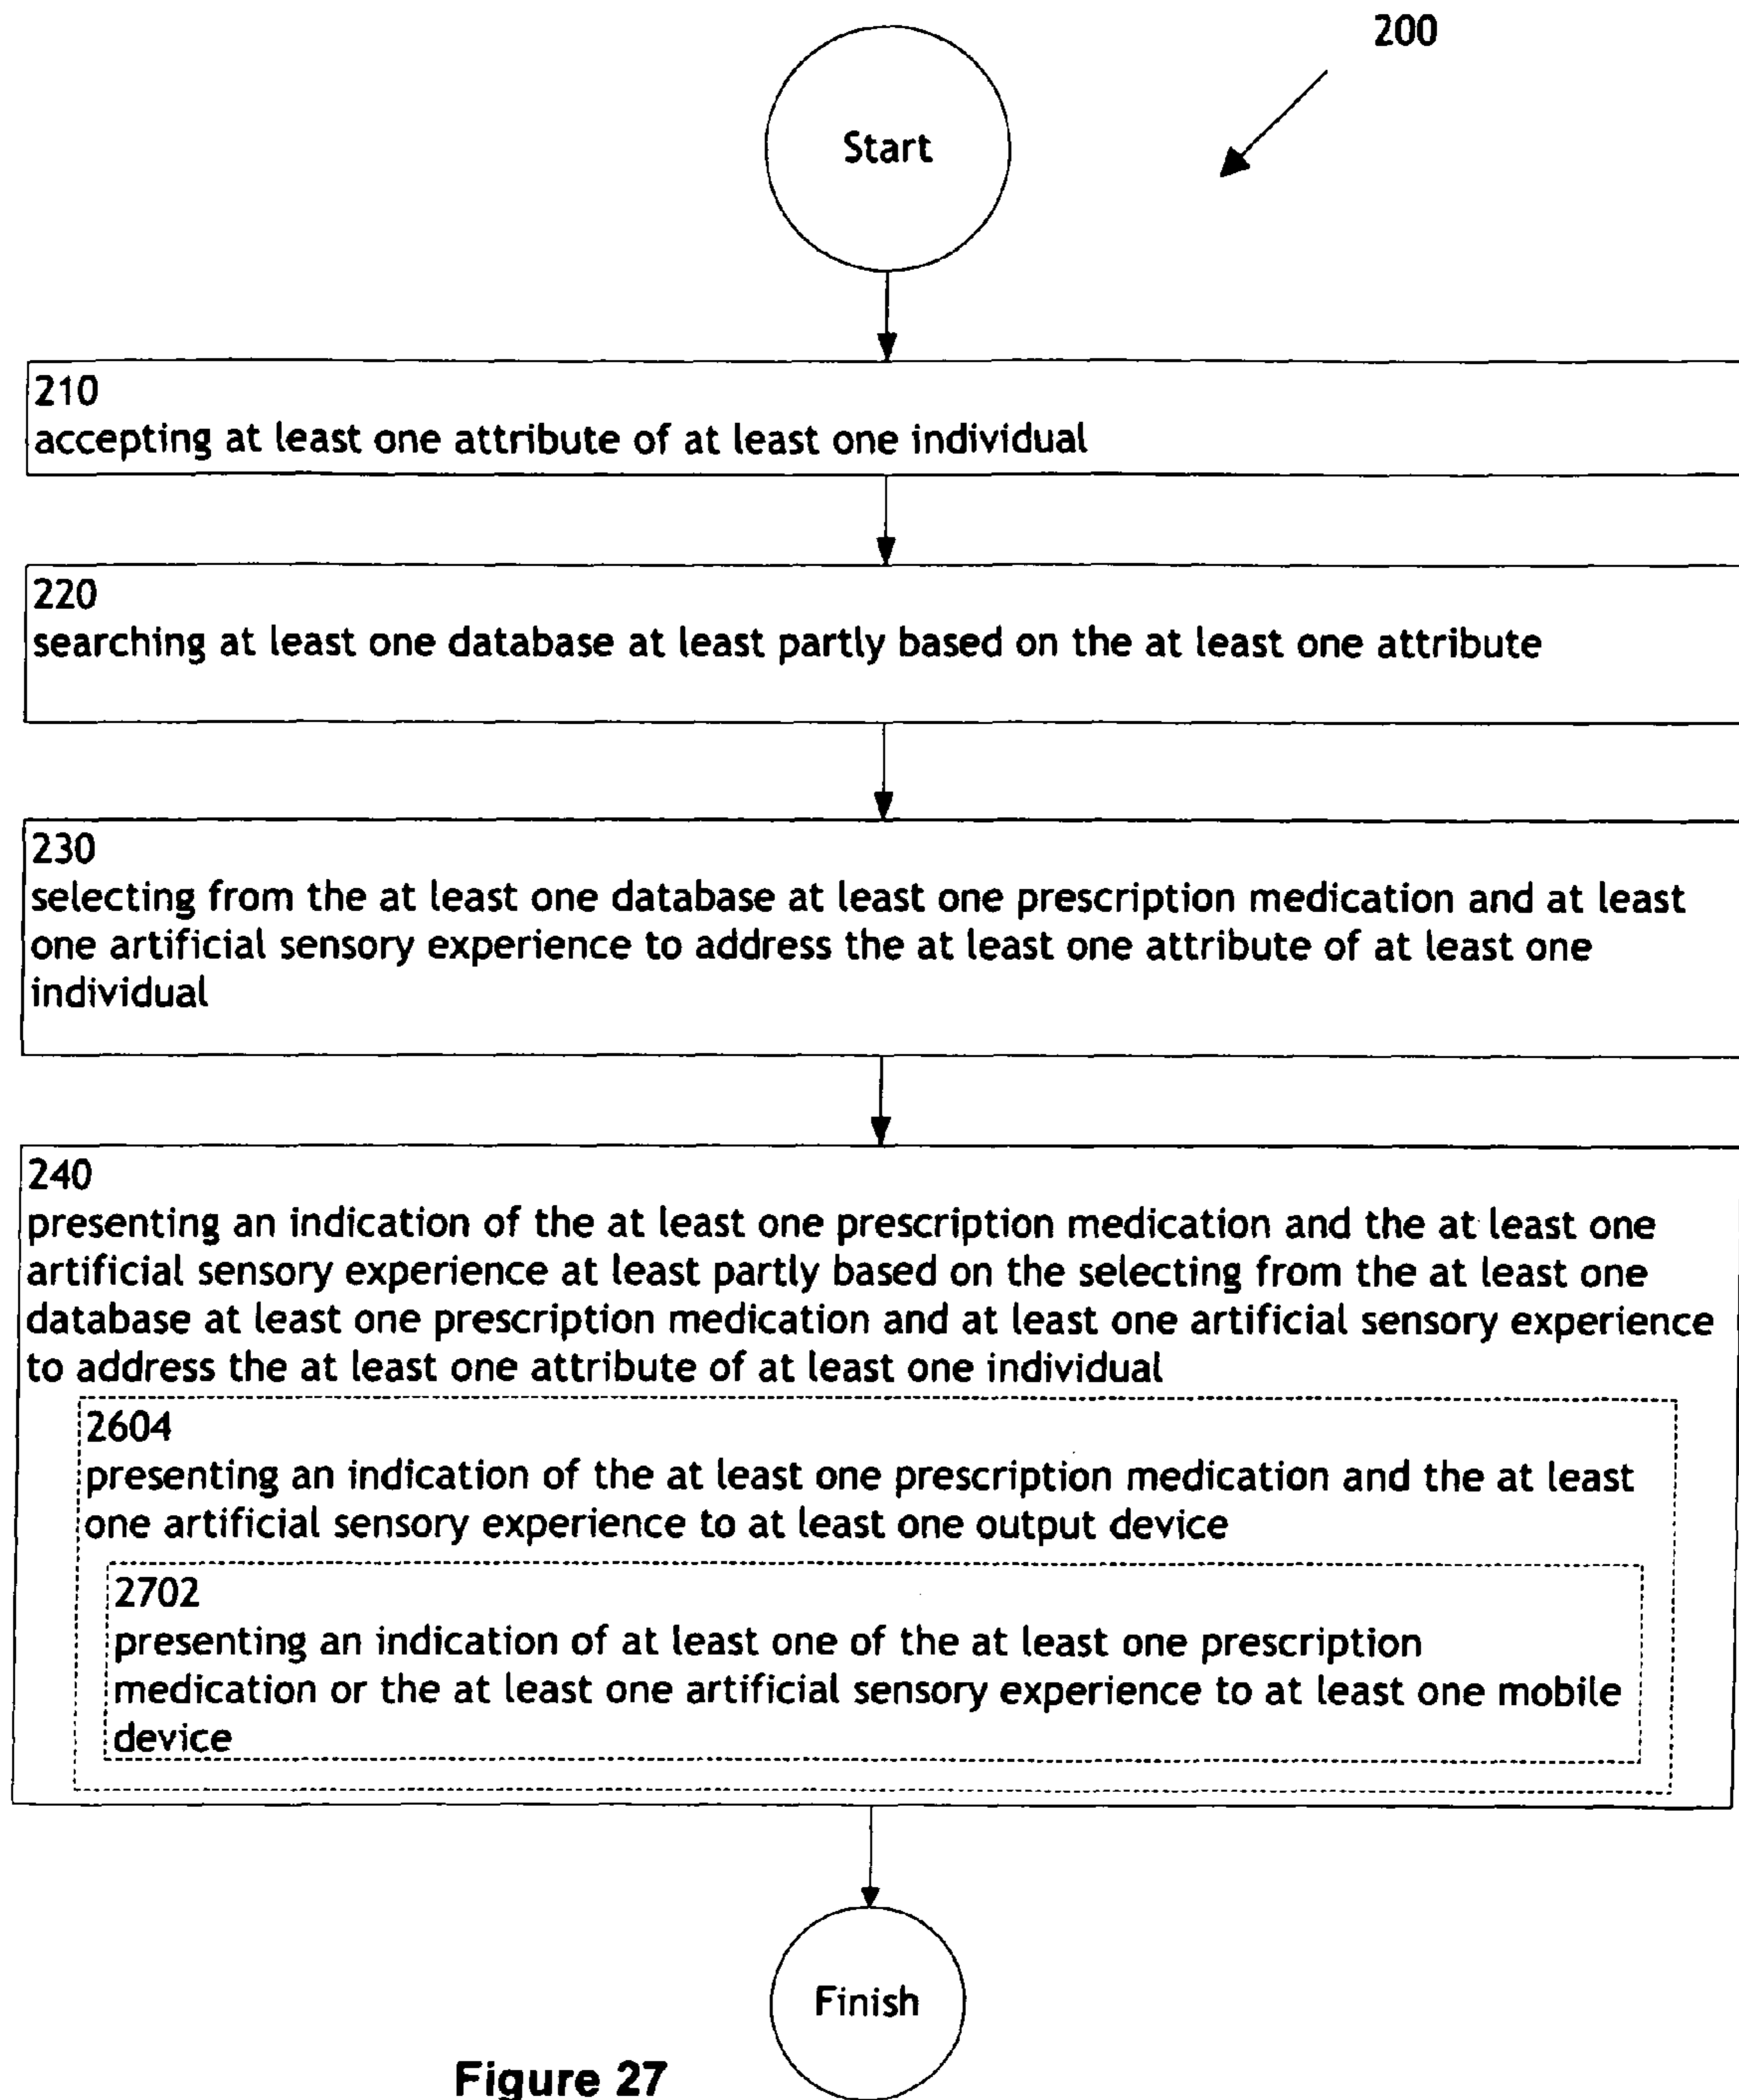 200
Start
210
accepting at least one attribute of at least one individual
220
searching at least one database at least partly based on the at least one attribute
230
selecting from the at least one database at least one prescription medication and at least
one artificial sensory experience to address the at least one attribute of at least one
individual
240
presenting an indication of the at least one prescription medication and the at least one
artificial sensory experience at least partly based on the selecting from the at least one
database at least one prescription medication and at least one artificial sensory experience
to address the at least one attribute of at least one individual
2604
presenting an indication of the at least one prescription medication and the at least
one artificial sensory experience to at least one output device
2702
presenting an indication of at least one of the at least one prescription
medication or the at least one artificial sensory experience to at least one mobile
device
Finish
Figure 27